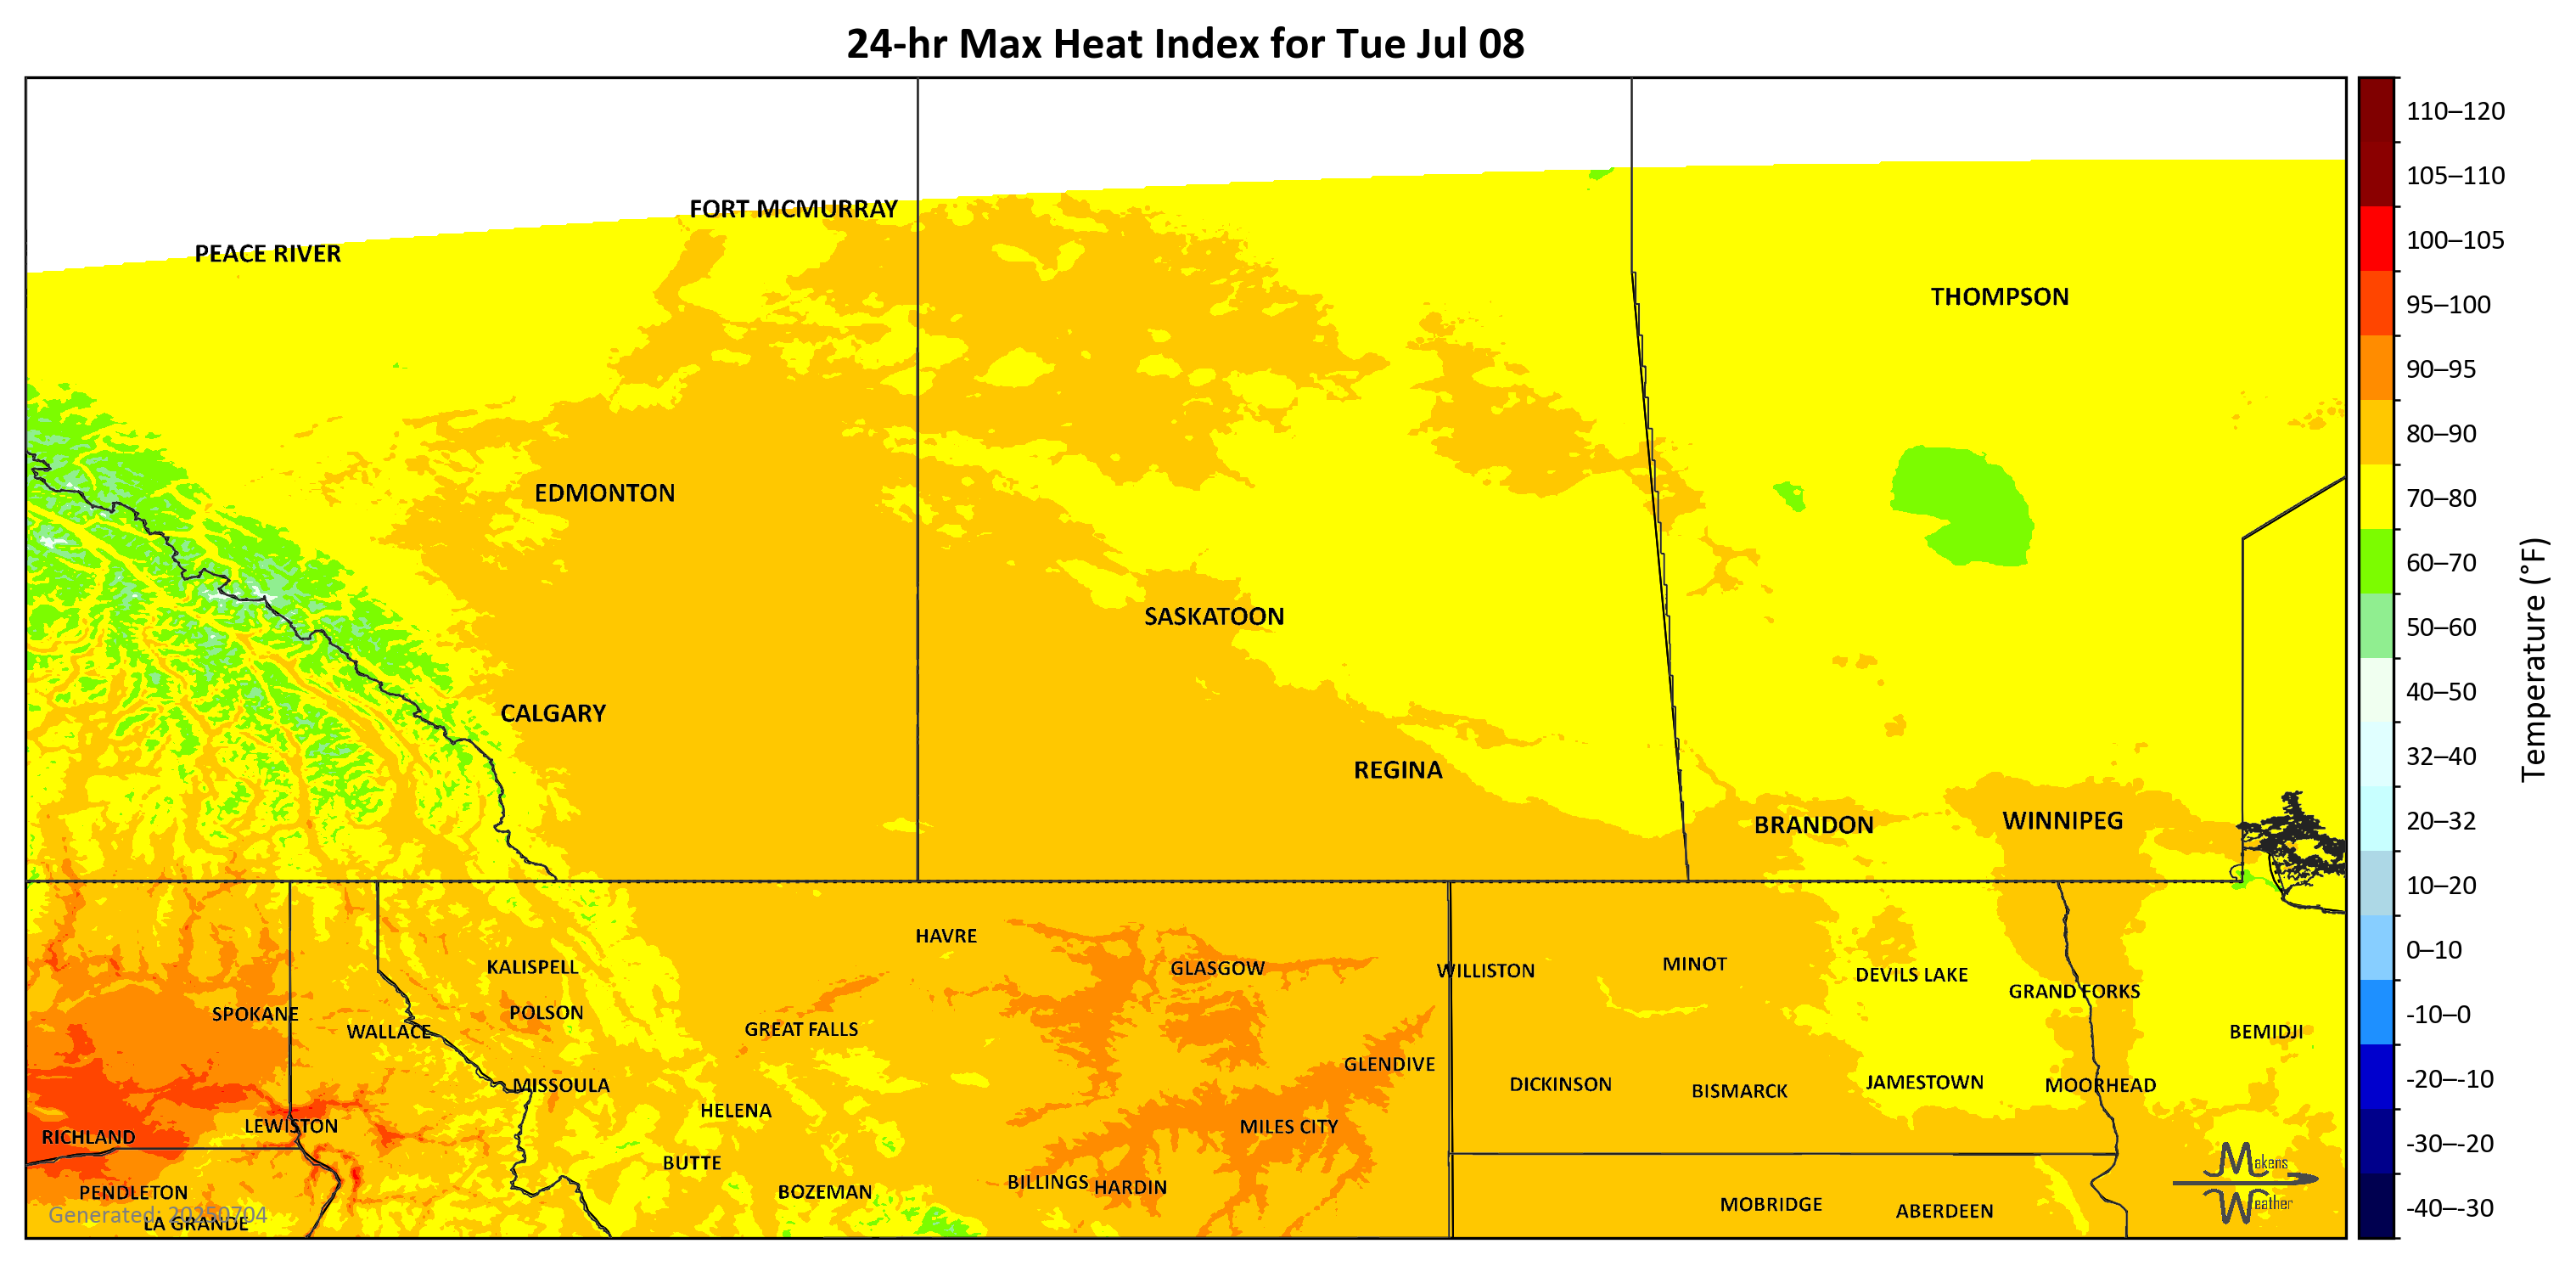 24-hr Max Heat Index for Tue Jul 08
110–120
105–110
100–105
95–100
90–95
80–90
70–80
60–70
50–60
40–50
32–40
20–32
10–20
0–10
-10–0
-20–-10
-30–-20
-40–-30
Temperature (°F)
FORT MCMURRAY
PEACE RIVER
THOMPSON
EDMONTON
SASKATOON
CALGARY
REGINA
BRANDON
WINNIPEG
HAVRE
KALISPELL
GLASGOW
WILLISTON
MINOT
DEVILS LAKE
GRAND FORKS
SPOKANE
POLSON
WALLACE
GREAT FALLS
BEMIDJI
GLENDIVE
MISSOULA
DICKINSON
BISMARCK
JAMESTOWN
MOORHEAD
HELENA
LEWISTON
MILES CITY
RICHLAND
BUTTE
BILLINGS
HARDIN
PENDLETON
BOZEMAN
MOBRIDGE
ABERDEEN
LA GRANDE
Generated: 20250704
Makens
Weather